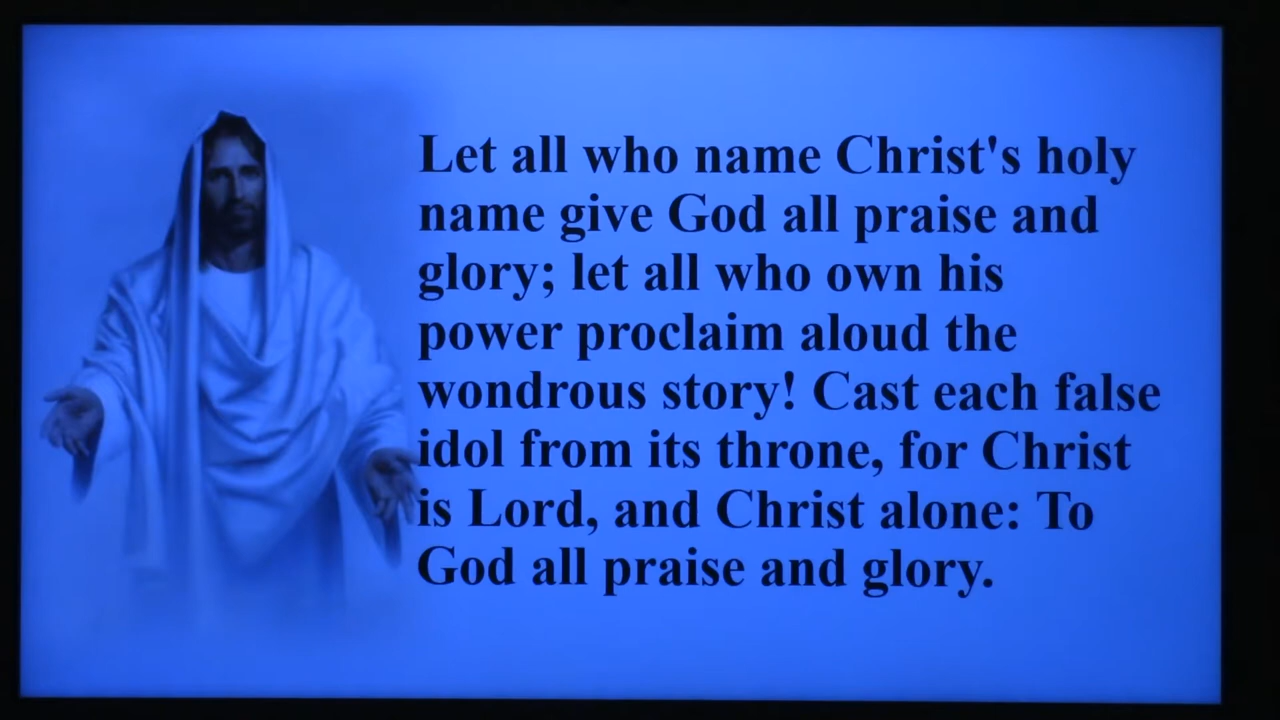 Let all who name Christ's holy
name give God all praise and
glory; let all who own his
power proclaim aloud the
wondrous story! Cast each false
idol from its throne, for Christ
is Lord, and Christ alone: To
God all praise and glory.